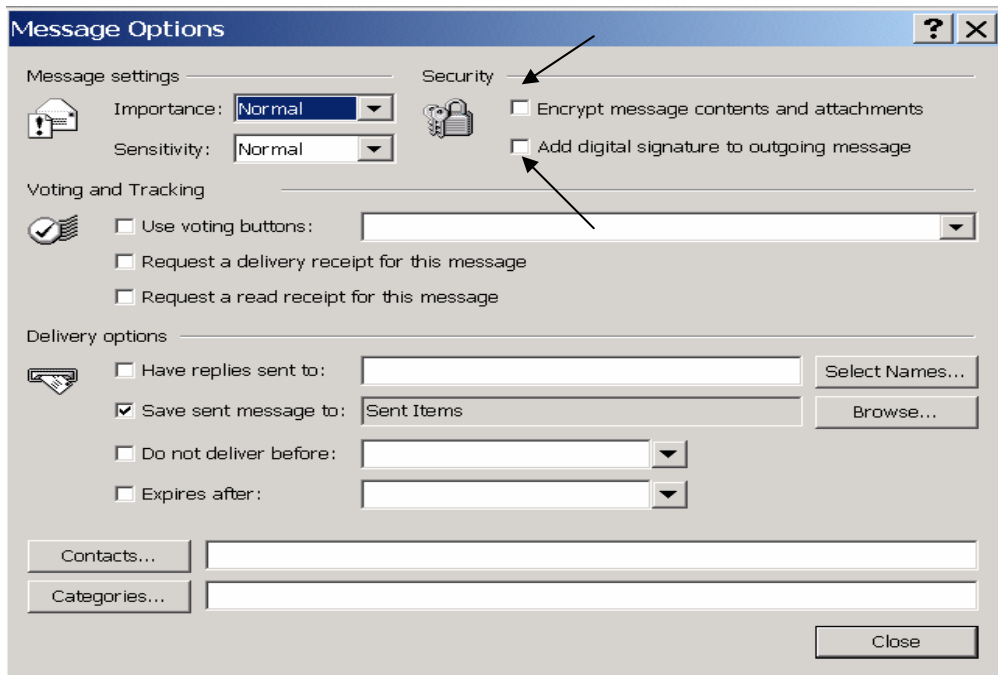 Message Options
Message settings
Security
Importance: Normal
Encrypt message contents and attachments
Sensitivity: Normal
Add digital signature to outgoing message
Voting and Tracking
Use voting buttons:
Request a delivery receipt for this message
Request a read receipt for this message
Delivery options
Have replies sent to:
Select Names...
Save sent message to: Sent Items
Browse...
Do not deliver before:
Expires after:
Contacts...
Categories...
Close